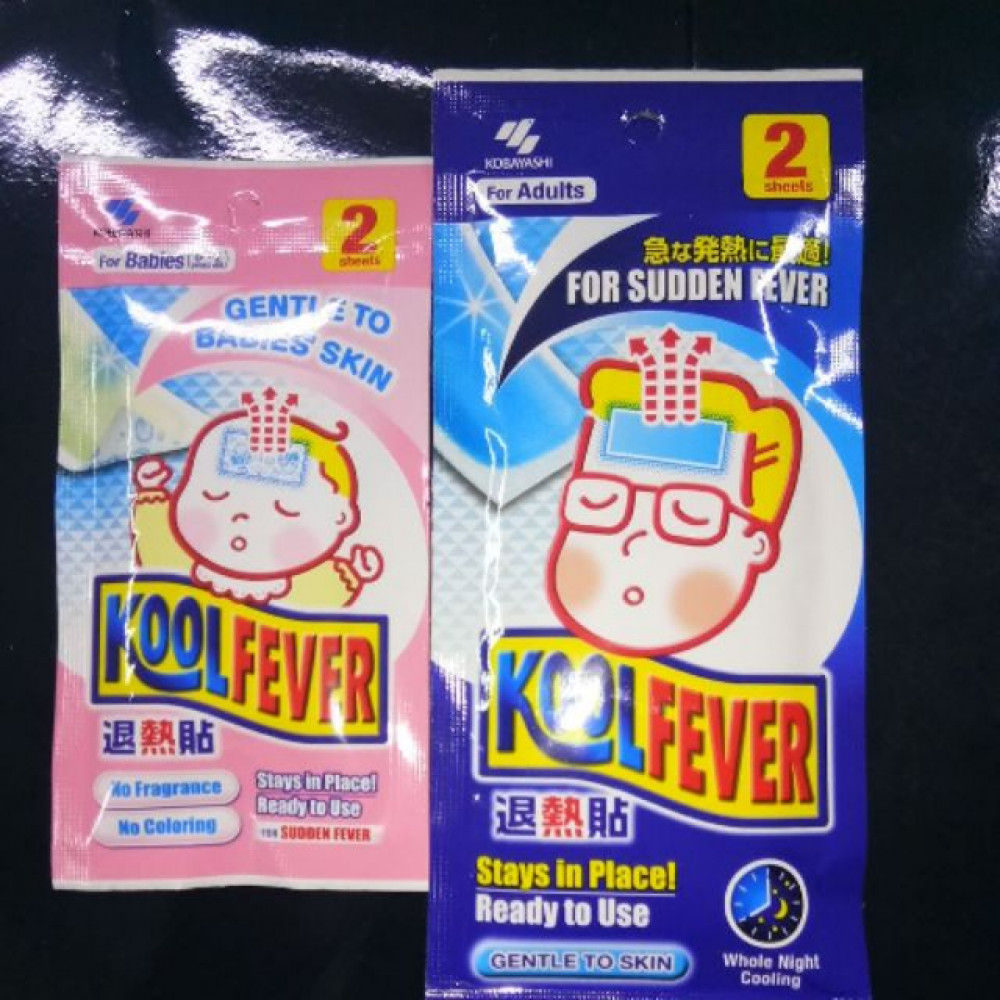 KOBAYASHI
For Babies
2
sheets
GENTLE TO
BABIES' SKIN
KOOLFEVER
退熱貼
No Fragrance
No Coloring
Stays in Place!
Ready to Use
FOR SUDDEN FEVER
KOBAYASHI
For Adults
2
sheets
急な発熱に最適!
FOR SUDDEN FEVER
KOOLFEVER
退熱貼
Stays in Place!
Ready to Use
GENTLE TO SKIN
Whole Night
Cooling